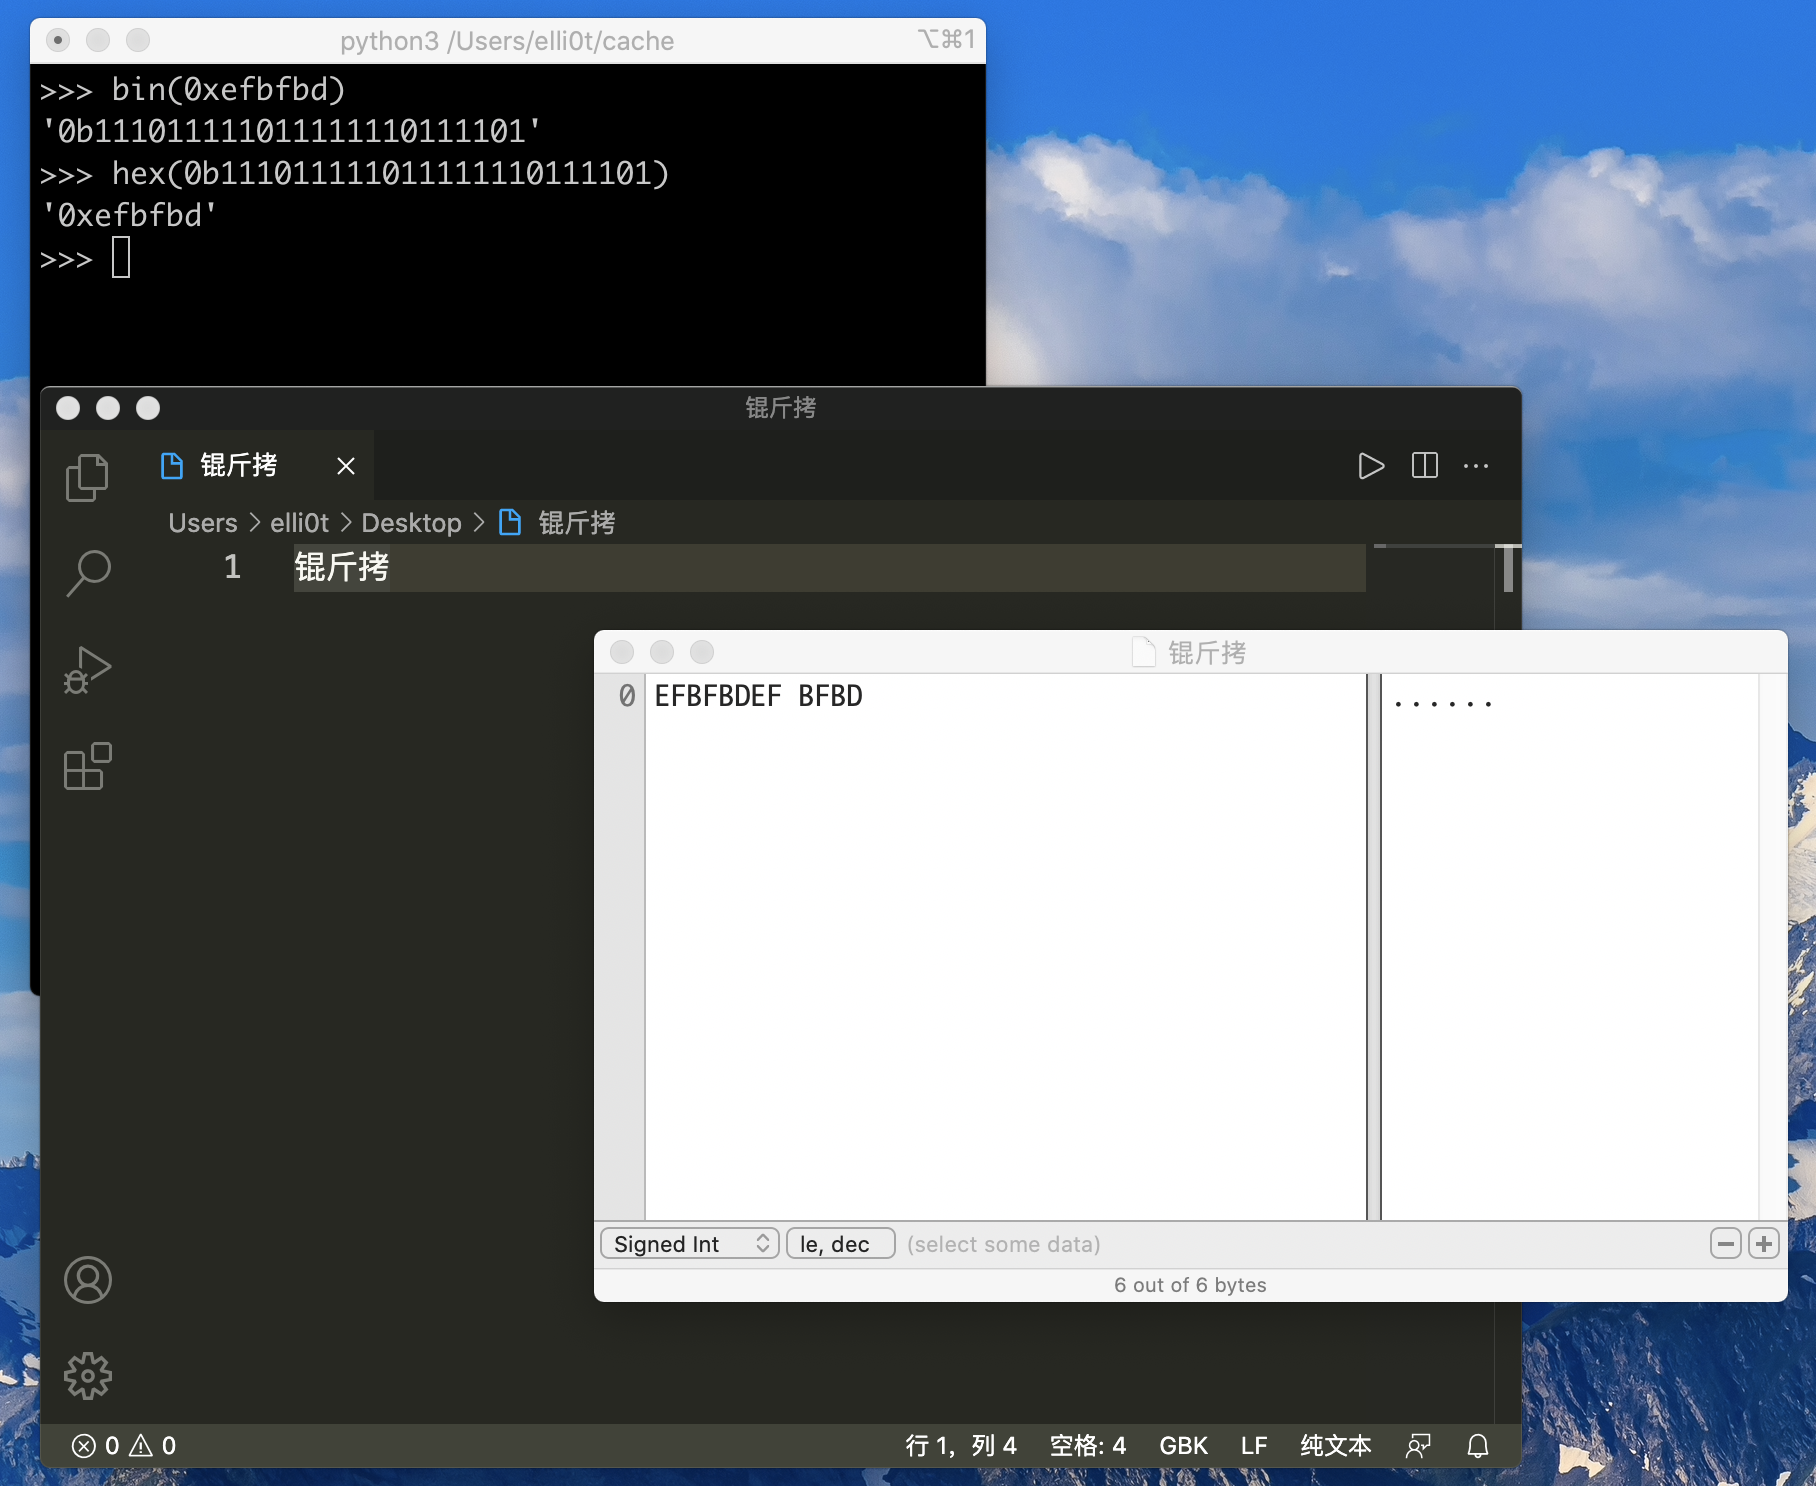 python3 /Users/elli0t/cache
⌥⌘1
>>> bin(0xefbfbd)
'0b111011111011111110111101'
>>> hex(0b111011111011111110111101)
'0xefbfbd'
>>>
锟斤拷
锟斤拷
Users > elli0t > Desktop > 锟斤拷
1 锟斤拷
锟斤拷
0 EFBFBDEF BFBD ......
Signed Int le, dec (select some data)
6 out of 6 bytes
0 0 行 1，列 4 空格: 4 GBK LF 纯文本